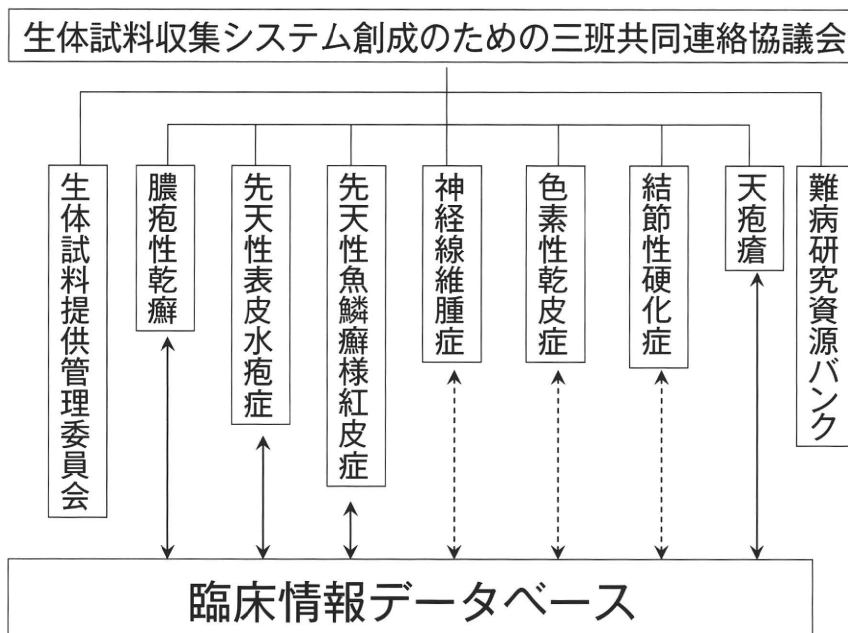 生体試料収集システム創成のための三班共同連絡協議会
生体試料提供管理委員会
膿疱性乾癬
先天性表皮水疱症
先天性魚鱗癬様紅皮症
神経線維腫症
色素性乾皮症
結節性硬化症
天疱瘡
難病研究資源バンク
臨床情報データベース